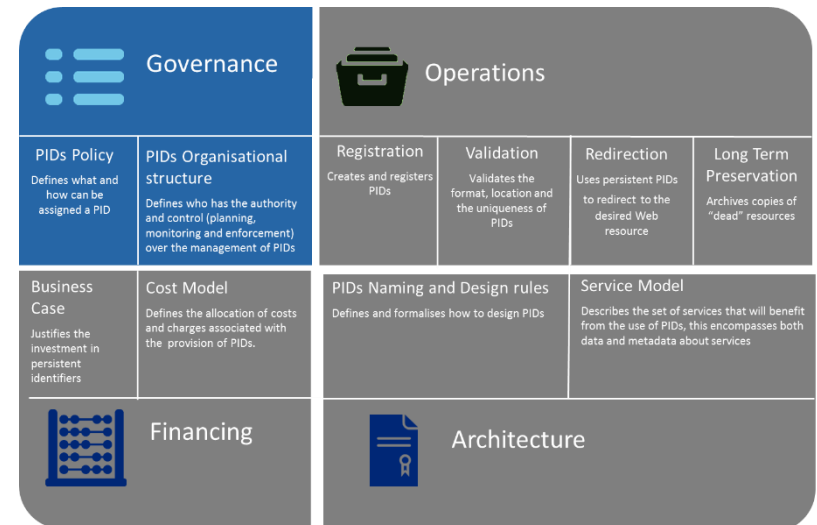 Governance
PIDs Policy
Defines what and
how can be
assigned a PID
PIDs Organisational
structure
Defines who has the authority
and control (planning,
monitoring and enforcement)
over the management of PIDs
Operations
Registration
Creates and registers
PIDs
Validation
Validates the
format, location and
the uniqueness of
PIDs
Redirection
Uses persistent PIDs
to redirect to the
desired Web
resource
Long Term
Preservation
Archives copies of
“dead” resources
Business
Case
Justifies the
investment in
persistent
identifiers
Cost Model
Defines the allocation of costs
and charges associated with
the provision of PIDs.
Financing
PIDs Naming and Design rules
Defines and formalises how to design PIDs
Service Model
Describes the set of services that will benefit
from the use of PIDs, this encompasses both
data and metadata about services
Architecture